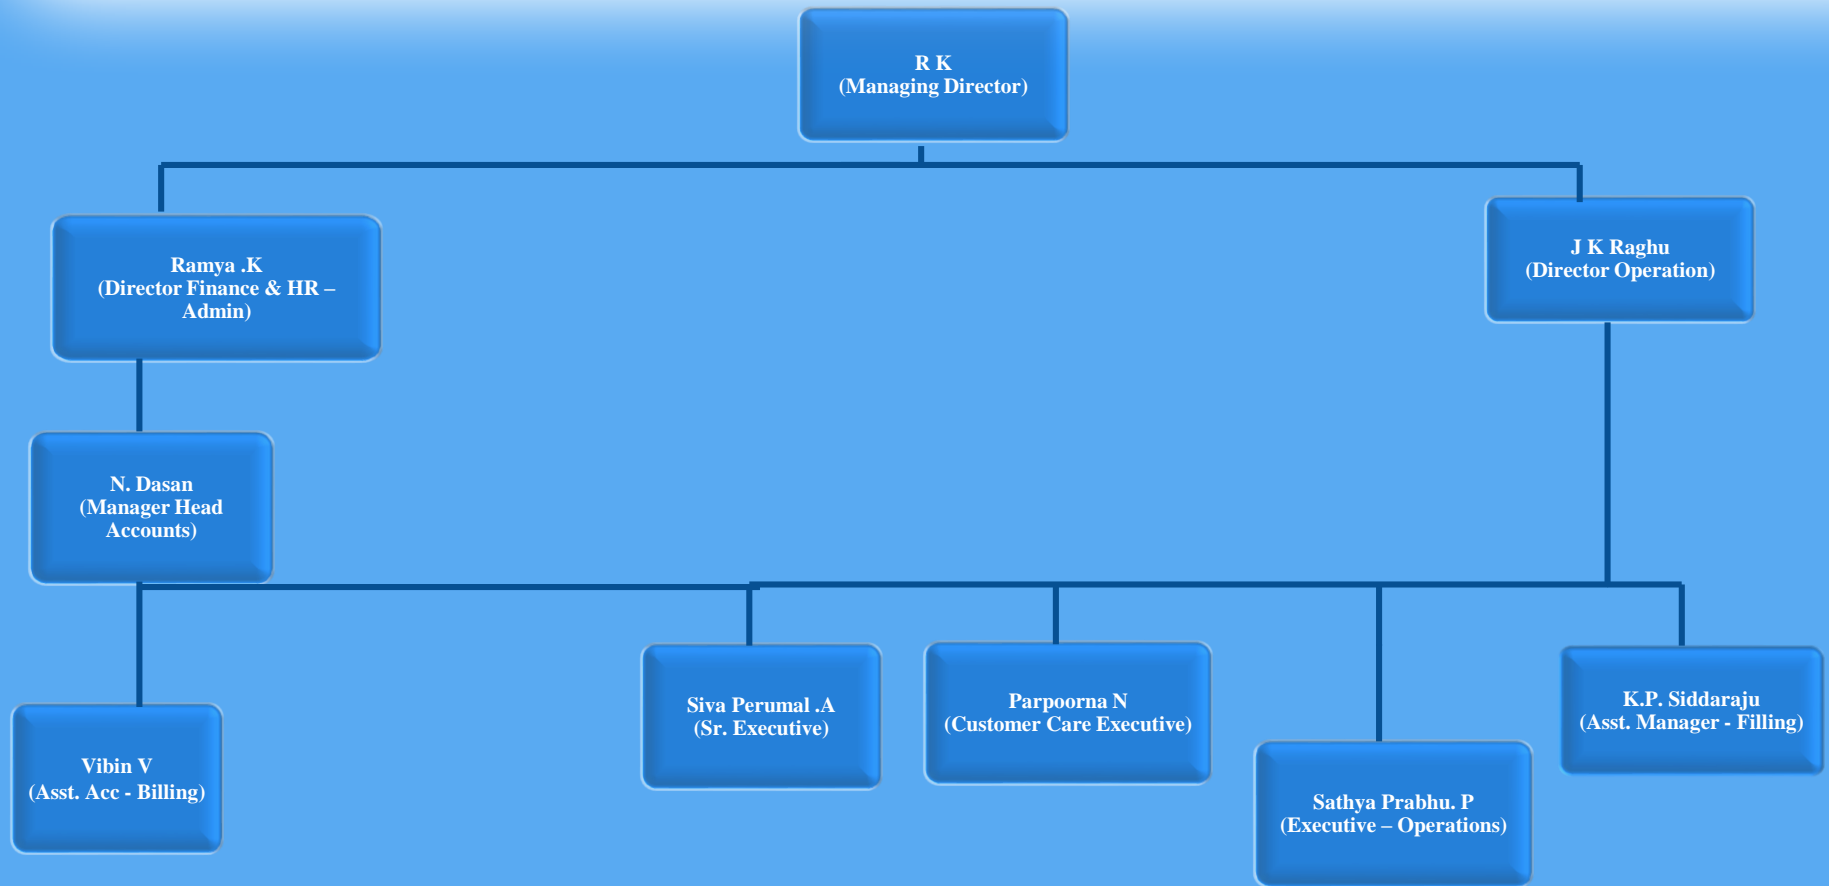 R K
(Managing Director)
Ramya .K
(Director Finance & HR –
Admin)
J K Raghu
(Director Operation)
N. Dasan
(Manager Head
Accounts)
Vibin V
(Asst. Acc - Billing)
Siva Perumal .A
(Sr. Executive)
Parpoorna N
(Customer Care Executive)
Sathya Prabhu. P
(Executive – Operations)
K.P. Siddaraju
(Asst. Manager - Filling)